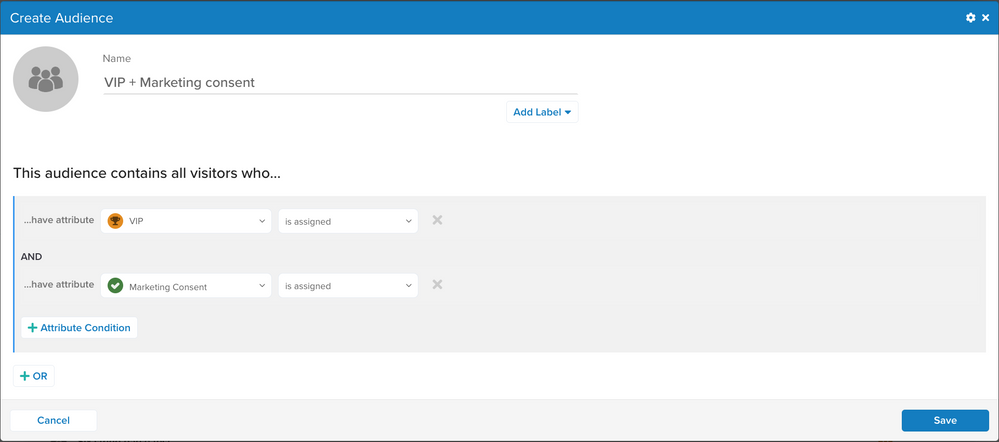 Create Audience
Name
VIP + Marketing consent
Add Label
This audience contains all visitors who...
...have attribute VIP is assigned
AND
...have attribute Marketing Consent is assigned
+ Attribute Condition
+ OR
Cancel Save